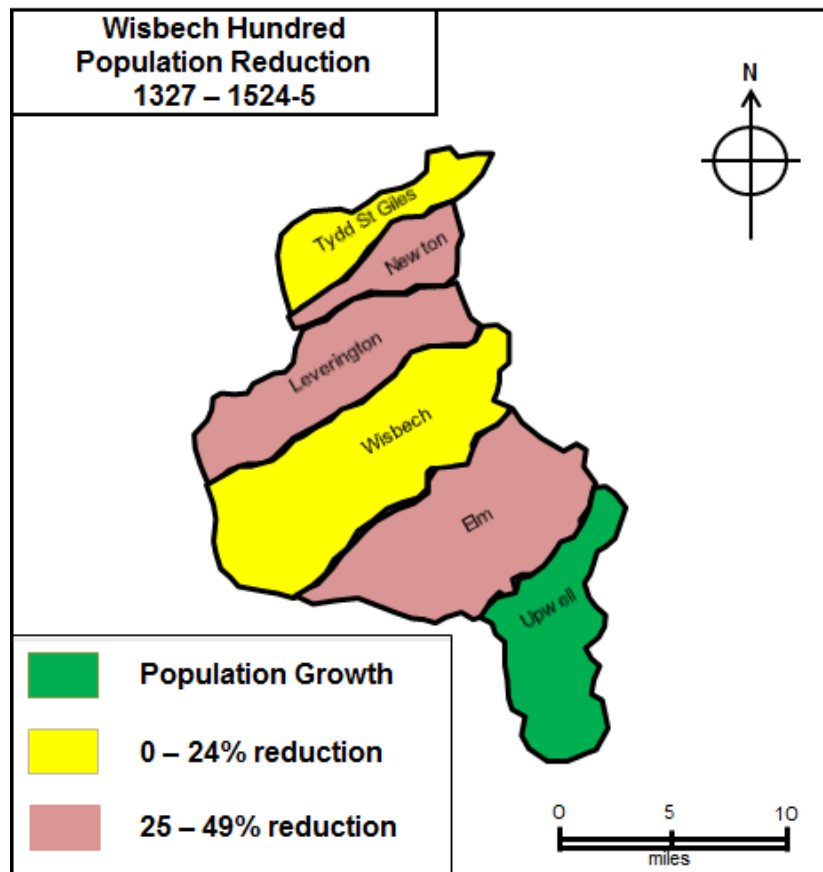 Wisbech Hundred
Population Reduction
1327 – 1524-5
N
Tydd St Giles
New ton
Leverington
Wisbech
Elm
Upw ell
Population Growth
0 – 24% reduction
25 – 49% reduction
0 5 10
miles